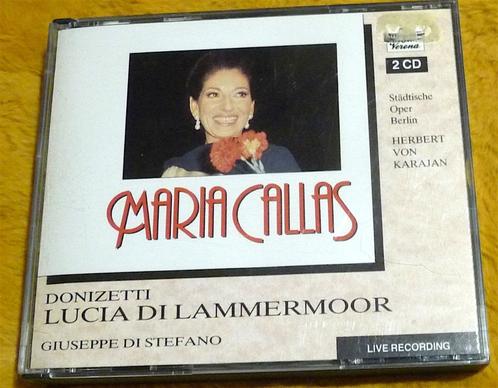 Verona
2 CD
Städtische
Oper
Berlin
HERBERT
VON
KARAJAN
MARIA CALLAS
DONIZETTI
LUCIA DI LAMMERMOOR
GIUSEPPE DI STEFANO
LIVE RECORDING